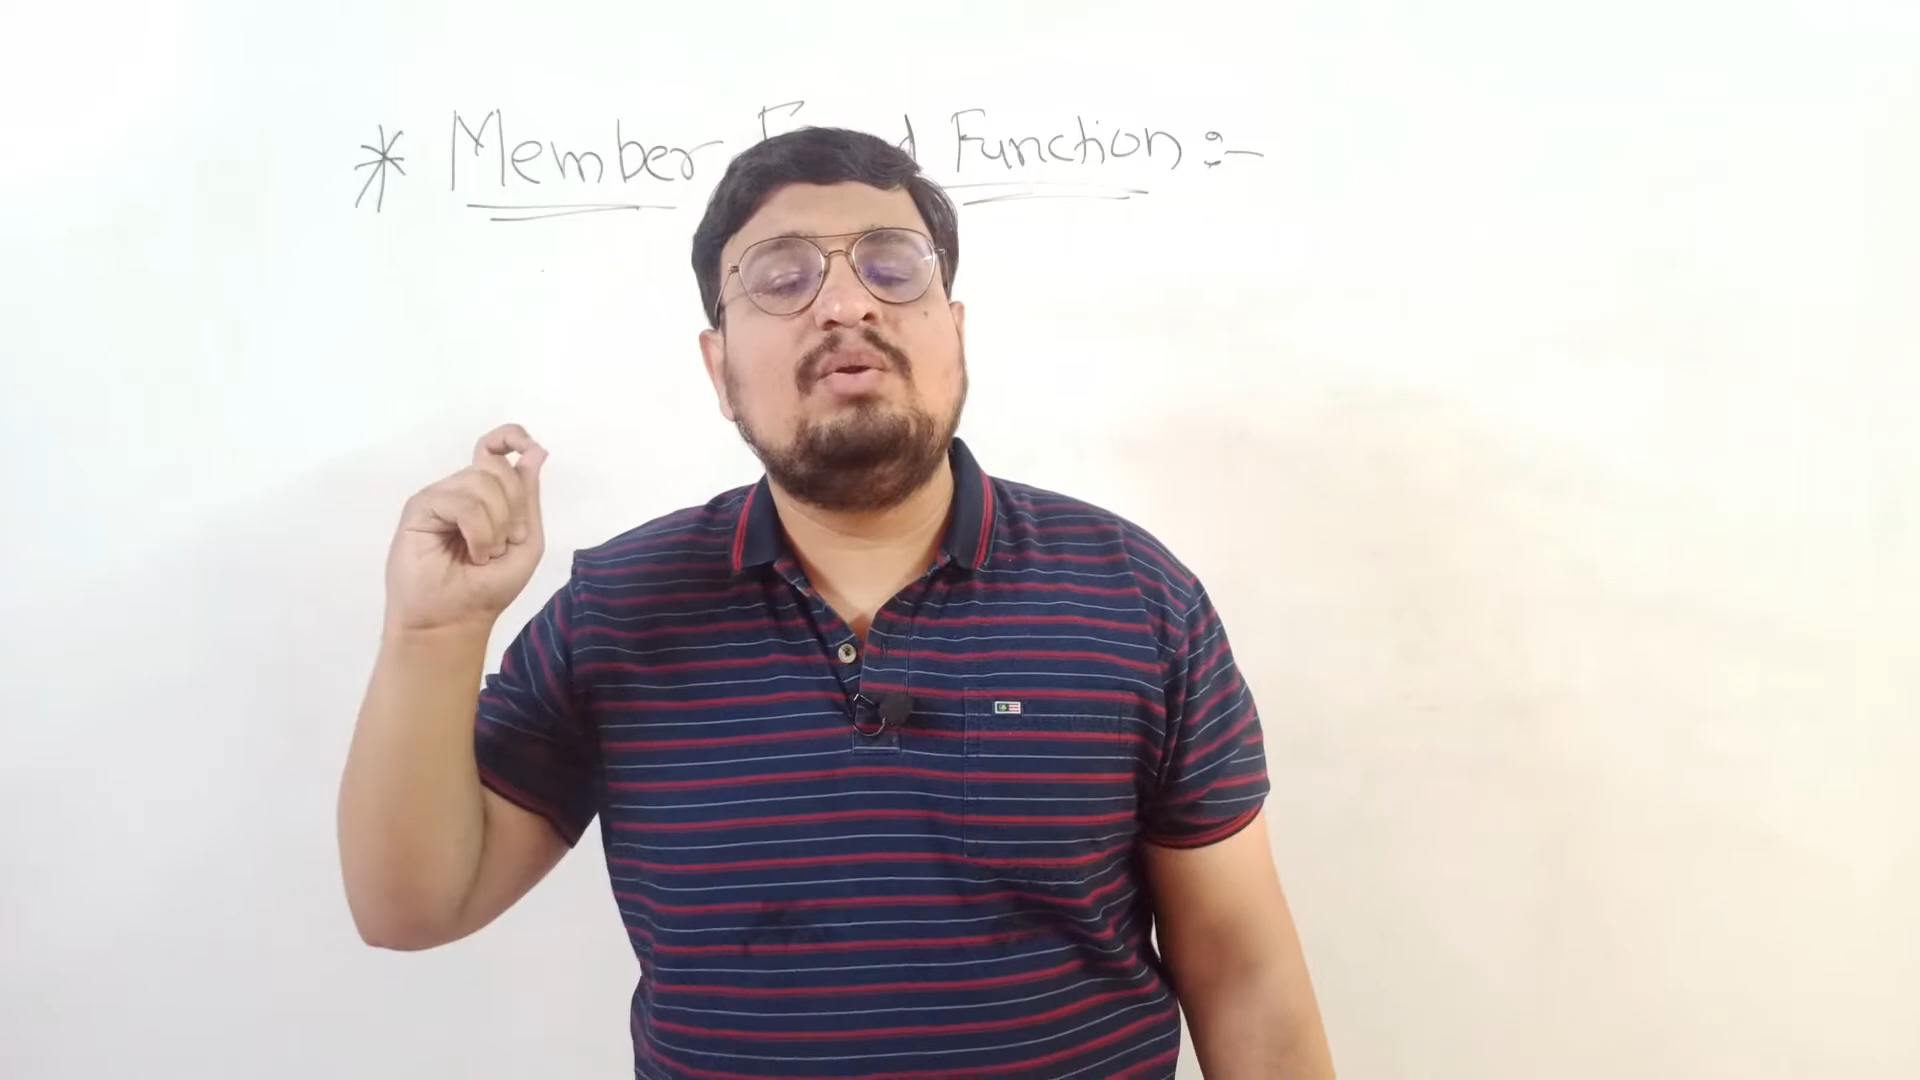 * Member Function :-